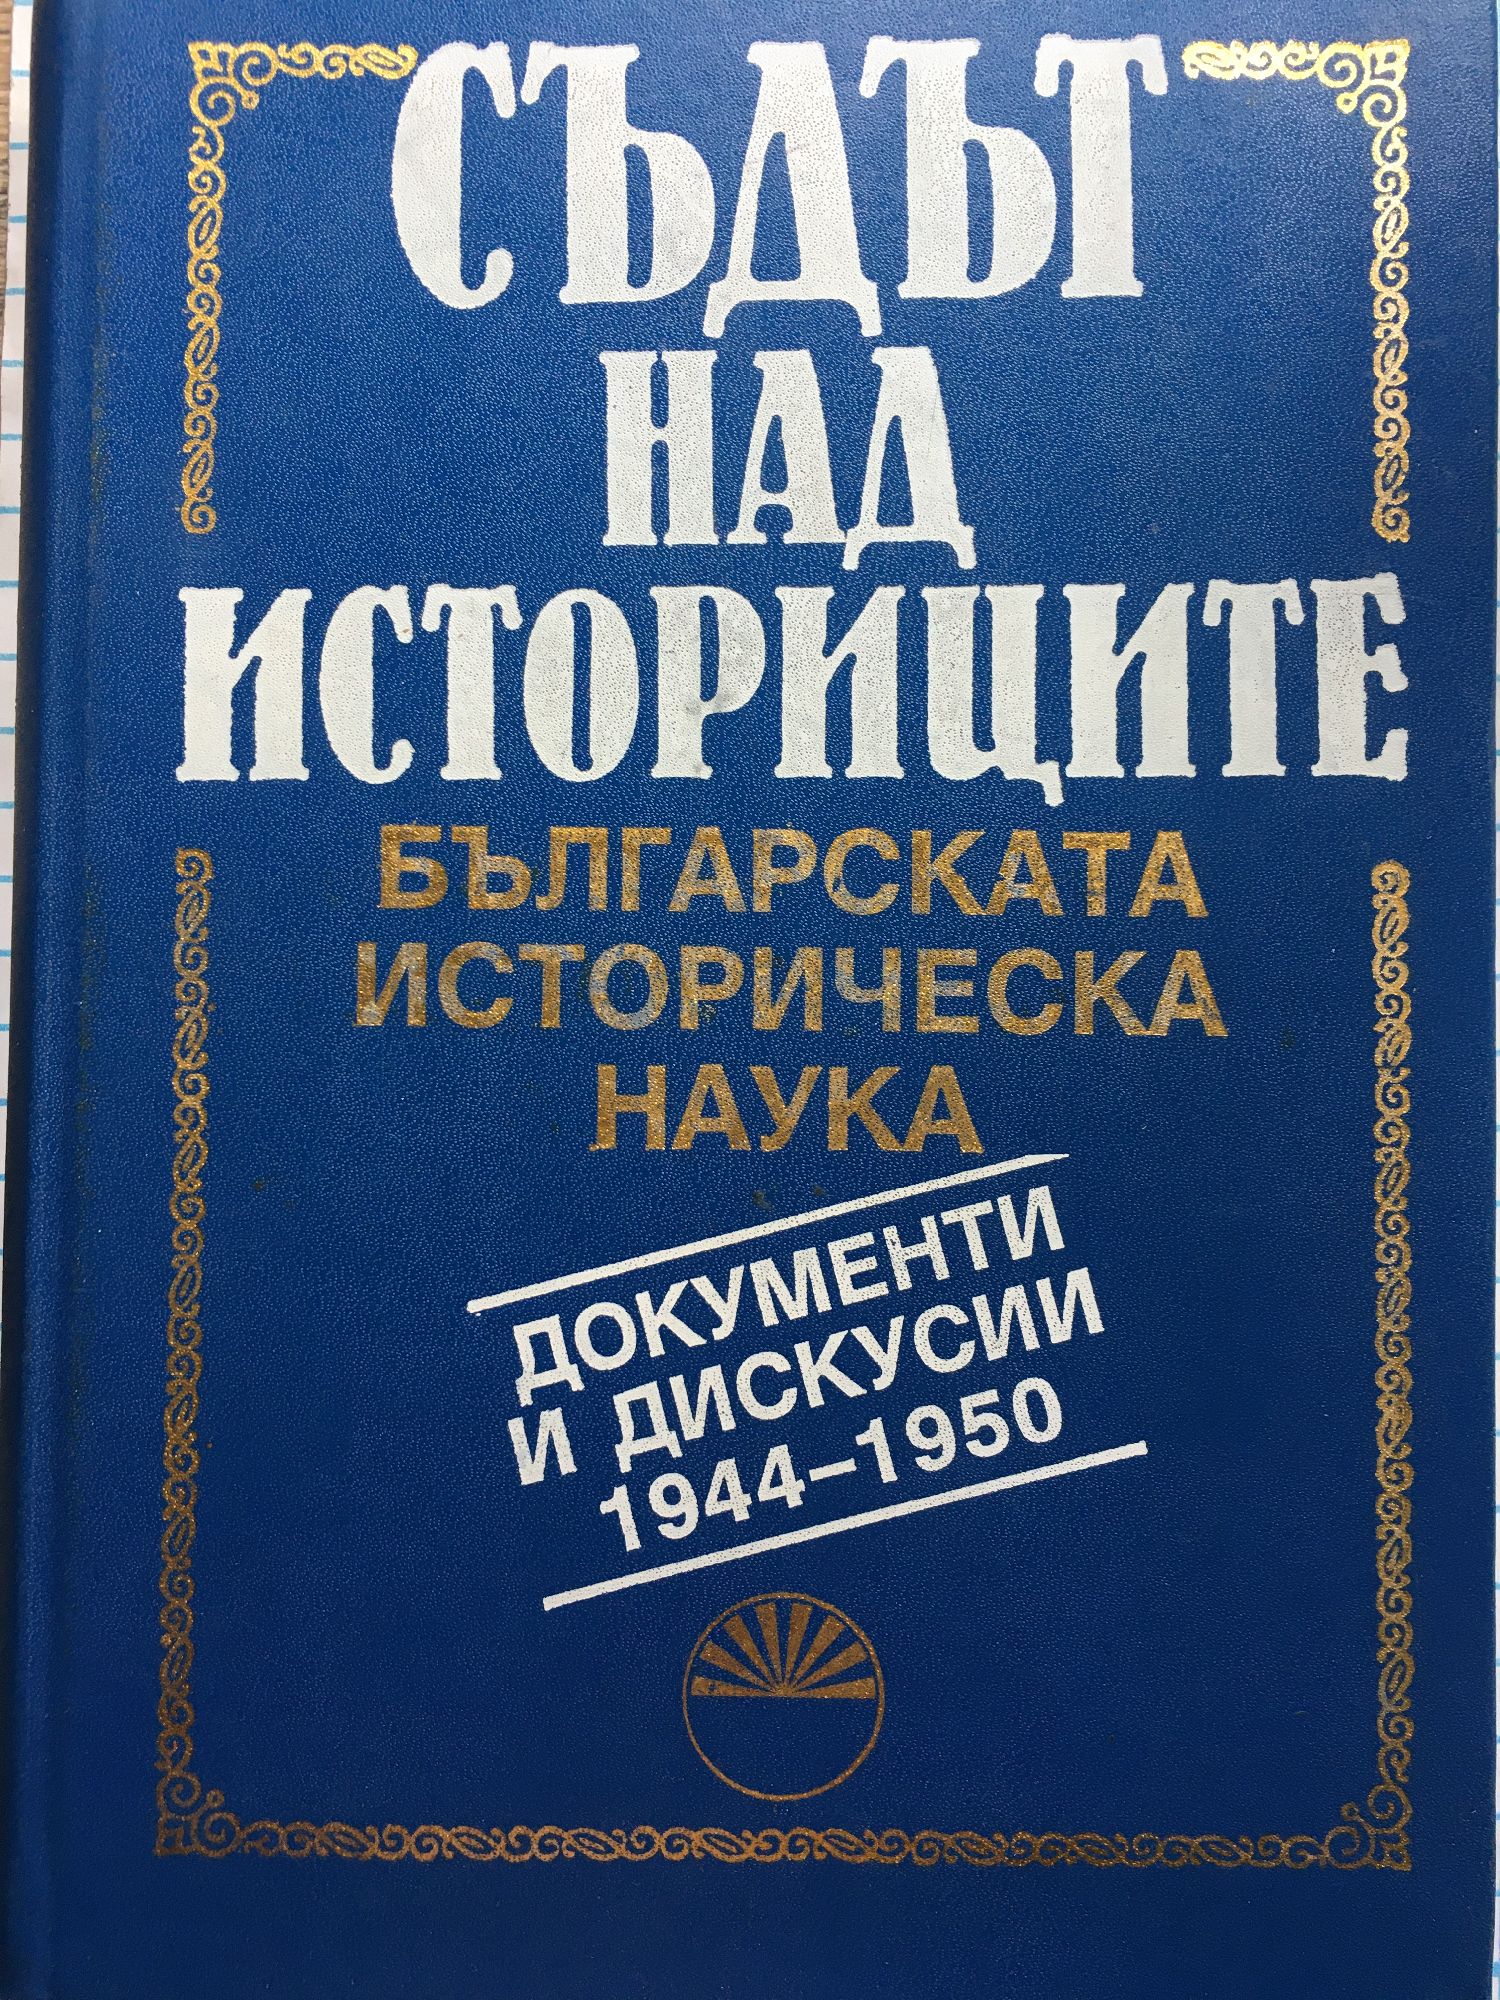 СЪДЪТ
НАД
ИСТОРИЦИТЕ
БЪЛГАРСКАТА
ИСТОРИЧЕСКА
НАУКА
ДОКУМЕНТИ
И ДИСКУСИИ
1944–1950